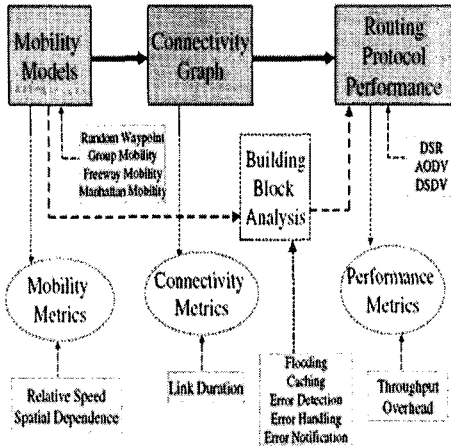 Mobility
Models
Connectivity
Graph
Routing
Protocol
Performance
Random Waypoint
Group Mobility
Freeway Mobility
Manhattan Mobility
Building
Block
Analysis
DSR
AODV
DSDV
Mobility
Metrics
Connectivity
Metrics
Performance
Metrics
Relative Speed
Spatial Dependence
Link Duration
Flooding
Caching
Error Detection
Error Handling
Error Notification
Throughput
Overhead